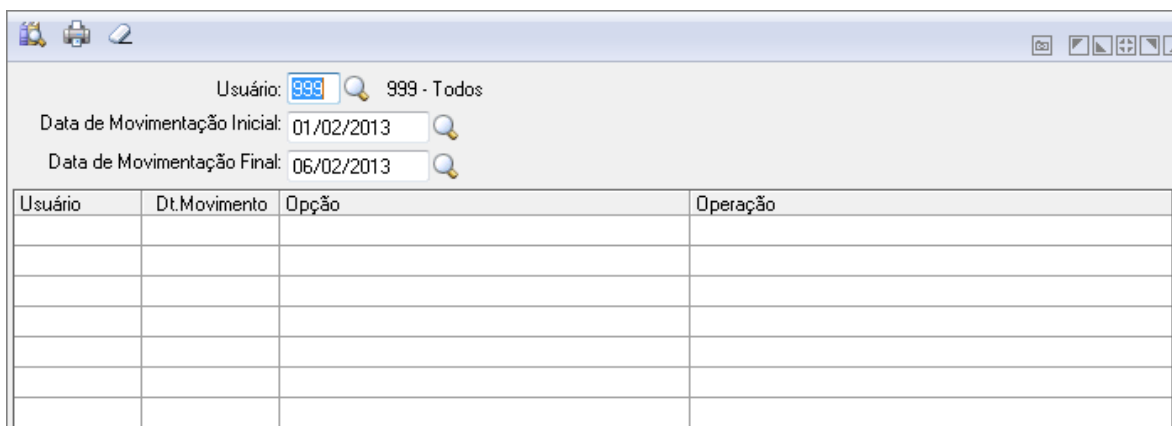 Usuário: 999 999 - Todos
Data de Movimentação Inicial: 01/02/2013
Data de Movimentação Final: 06/02/2013
Usuário Dt.Movimento Opção Operação